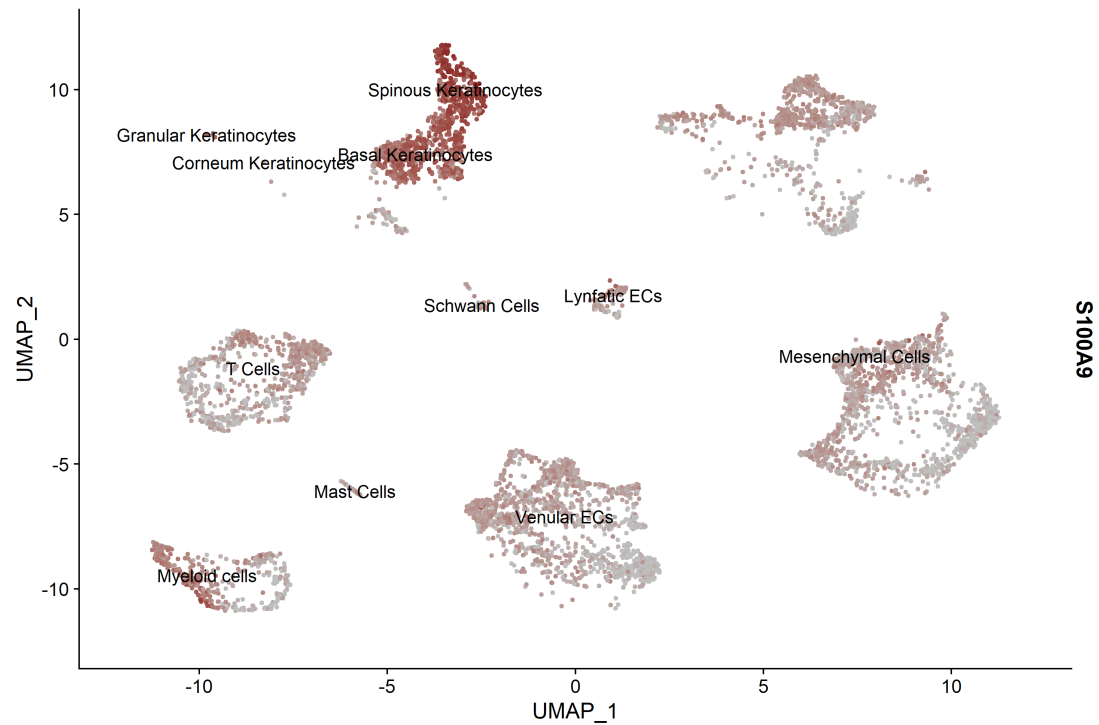 10
5
0
-5
-10
UMAP_2
Spinous Keratinocytes
Granular Keratinocytes
Basal Keratinocytes
Corneum Keratinocytes
Schwann Cells
Lynfatic ECs
T Cells
Mesenchymal Cells
Mast Cells
Venular ECs
Myeloid cells
S100A9
-10
-5
0
5
10
UMAP_1